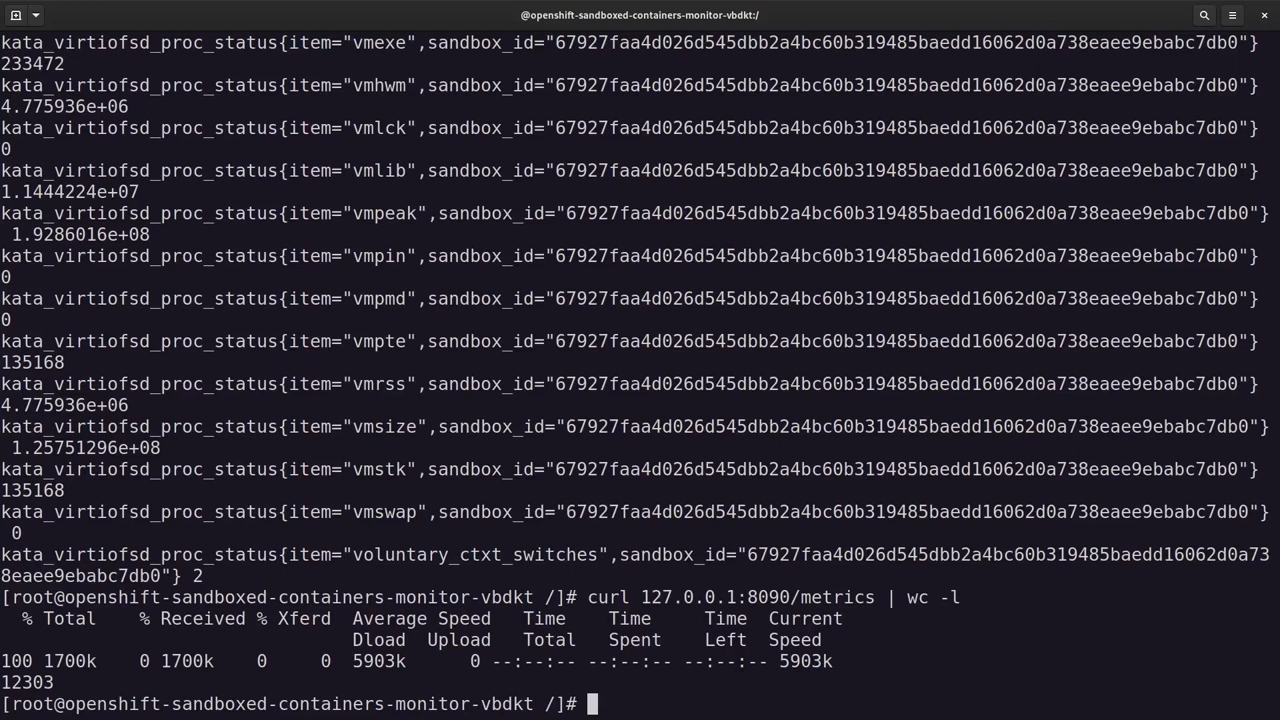 @openshift-sandboxed-containers-monitor-vbdkt:/
kata_virtiofsd_proc_status{item="vmexe",sandbox_id="67927faa4d026d545dbb2a4bc60b319485baedd16062d0a738eaee9ebabc7db0"}
233472
kata_virtiofsd_proc_status{item="vmhwm",sandbox_id="67927faa4d026d545dbb2a4bc60b319485baedd16062d0a738eaee9ebabc7db0"}
4.775936e+06
kata_virtiofsd_proc_status{item="vmlck",sandbox_id="67927faa4d026d545dbb2a4bc60b319485baedd16062d0a738eaee9ebabc7db0"}
0
kata_virtiofsd_proc_status{item="vmlib",sandbox_id="67927faa4d026d545dbb2a4bc60b319485baedd16062d0a738eaee9ebabc7db0"}
1.1444224e+07
kata_virtiofsd_proc_status{item="vmpeak",sandbox_id="67927faa4d026d545dbb2a4bc60b319485baedd16062d0a738eaee9ebabc7db0"}
1.9286016e+08
kata_virtiofsd_proc_status{item="vmpin",sandbox_id="67927faa4d026d545dbb2a4bc60b319485baedd16062d0a738eaee9ebabc7db0"}
0
kata_virtiofsd_proc_status{item="vmpmd",sandbox_id="67927faa4d026d545dbb2a4bc60b319485baedd16062d0a738eaee9ebabc7db0"}
0
kata_virtiofsd_proc_status{item="vmpte",sandbox_id="67927faa4d026d545dbb2a4bc60b319485baedd16062d0a738eaee9ebabc7db0"}
135168
kata_virtiofsd_proc_status{item="vmrss",sandbox_id="67927faa4d026d545dbb2a4bc60b319485baedd16062d0a738eaee9ebabc7db0"}
4.775936e+06
kata_virtiofsd_proc_status{item="vmsize",sandbox_id="67927faa4d026d545dbb2a4bc60b319485baedd16062d0a738eaee9ebabc7db0"}
1.25751296e+08
kata_virtiofsd_proc_status{item="vmstk",sandbox_id="67927faa4d026d545dbb2a4bc60b319485baedd16062d0a738eaee9ebabc7db0"}
135168
kata_virtiofsd_proc_status{item="vmswap",sandbox_id="67927faa4d026d545dbb2a4bc60b319485baedd16062d0a738eaee9ebabc7db0"}
0
kata_virtiofsd_proc_status{item="voluntary_ctxt_switches",sandbox_id="67927faa4d026d545dbb2a4bc60b319485baedd16062d0a73
8eaee9ebabc7db0"} 2
[root@openshift-sandboxed-containers-monitor-vbdkt /]# curl 127.0.0.1:8090/metrics | wc -l
% Total % Received % Xferd Average Speed Time Time Time Current
Dload Upload Total Spent Left Speed
100 1700k 0 1700k 0 0 5903k 0 --:--:-- --:--:-- --:--:-- 5903k
12303
[root@openshift-sandboxed-containers-monitor-vbdkt /]#